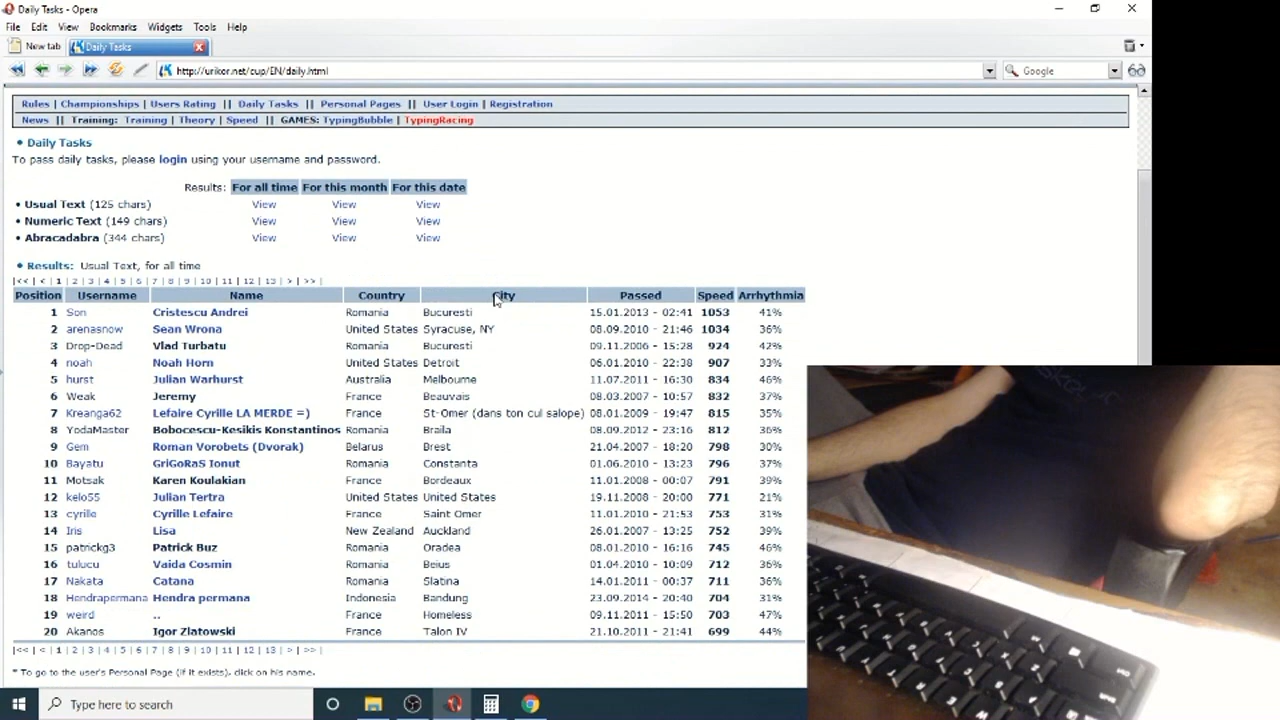 Daily Tasks - Opera
File Edit View Bookmarks Widgets Tools Help
New tab Daily Tasks
http://urikor.net/cup/EN/daily.html Google
Rules | Championships | Users Rating || Daily Tasks | Personal Pages || User Login | Registration
News || Training: Training | Theory | Speed || GAMES: TypingBubble | TypingRacing
• Daily Tasks
To pass daily tasks, please login using your username and password.
Results: For all time For this month For this date
• Usual Text (125 chars) View View View
• Numeric Text (149 chars) View View View
• Abracadabra (344 chars) View View View
• Results: Usual Text, for all time
|<< | < | 1 | 2 | 3 | 4 | 5 | 6 | 7 | 8 | 9 | 10 | 11 | 12 | 13 | > | >> |
Position Username Name Country City Passed Speed Arrhythmia
1 Son Cristescu Andrei Romania Bucuresti 15.01.2013 - 02:41 1053 41%
2 arenasnow Sean Wrona United States Syracuse, NY 08.09.2010 - 21:46 1034 36%
3 Drop-Dead Vlad Turbatu Romania Bucuresti 09.11.2006 - 15:28 924 42%
4 noah Noah Horn United States Detroit 06.01.2010 - 22:38 907 33%
5 hurst Julian Warhurst Australia Melbourne 11.07.2011 - 16:30 834 46%
6 Weak Jeremy France Beauvais 08.03.2007 - 10:57 832 37%
7 Kreanga62 Lefaire Cyrille LA MERDE =) France St-Omer (dans ton cul salope) 08.01.2009 - 19:47 815 35%
8 YodaMaster Bobocescu-Kesikis Konstantinos Romania Braila 08.09.2012 - 23:16 812 36%
9 Gem Roman Vorobets (Dvorak) Belarus Brest 21.04.2007 - 18:20 798 30%
10 Bayatu GriGoRaS Ionut Romania Constanta 01.06.2010 - 13:23 796 37%
11 Motsak Karen Koulakian France Bordeaux 11.01.2008 - 00:07 791 39%
12 kelo55 Julian Tertra United States United States 19.11.2008 - 20:00 771 21%
13 cyrille Cyrille Lefaire France Saint Omer 11.01.2010 - 21:53 753 31%
14 Iris Lisa New Zealand Auckland 26.01.2007 - 13:25 752 39%
15 patrickg3 Patrick Buz Romania Oradea 08.01.2010 - 16:16 745 46%
16 tulucu Vaida Cosmin Romania Beius 01.04.2010 - 10:09 712 36%
17 Nakata Catana Romania Slatina 14.01.2011 - 00:37 711 36%
18 Hendrapermana Hendra permana Indonesia Bandung 23.09.2014 - 20:40 704 31%
19 weird .. France Homeless 09.11.2011 - 15:50 703 47%
20 Akanos Igor Zlatowski France Talon IV 21.10.2011 - 21:41 699 44%
|<< | < | 1 | 2 | 3 | 4 | 5 | 6 | 7 | 8 | 9 | 10 | 11 | 12 | 13 | > | >> |
* To go to the user's Personal Page (if it exists), click on his name.
Type here to search